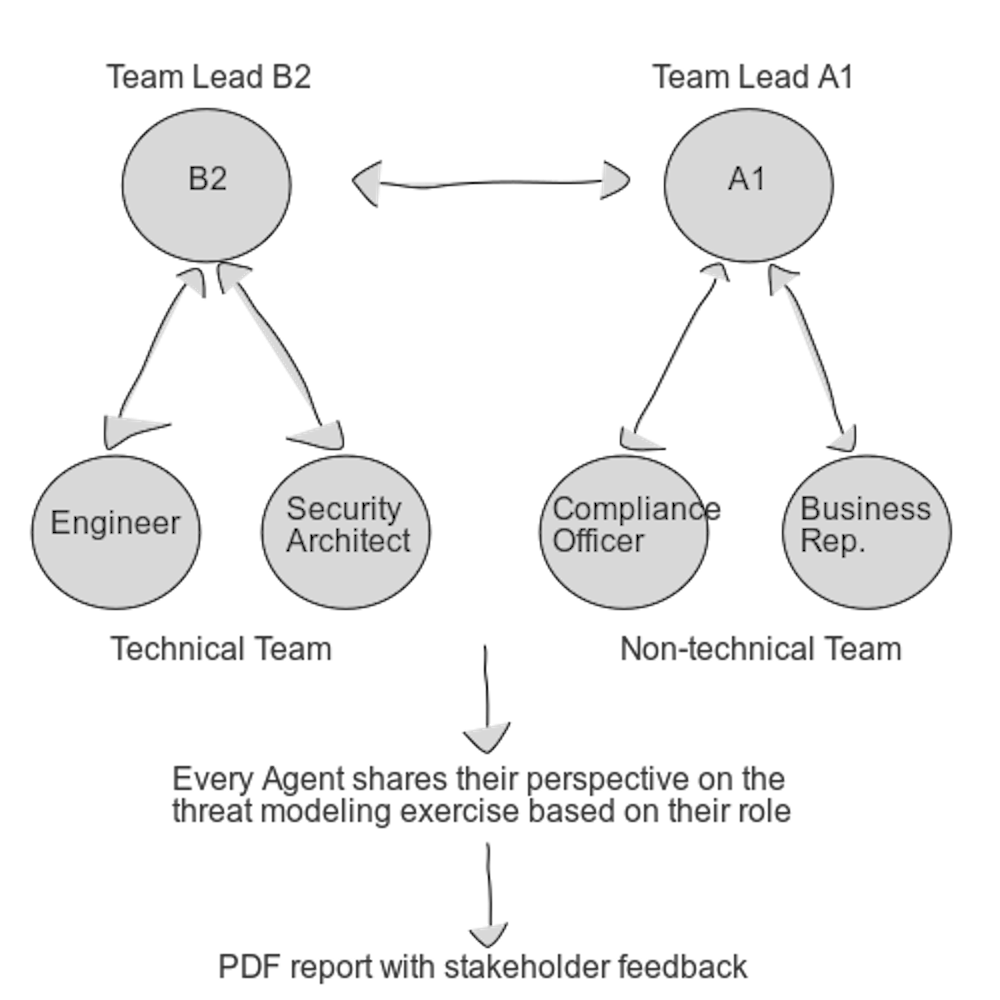 Team Lead B2
Team Lead A1
B2
A1
Engineer
Security
Architect
Compliance
Officer
Business
Rep.
Technical Team
Non-technical Team
Every Agent shares their perspective on the
threat modeling exercise based on their role
PDF report with stakeholder feedback